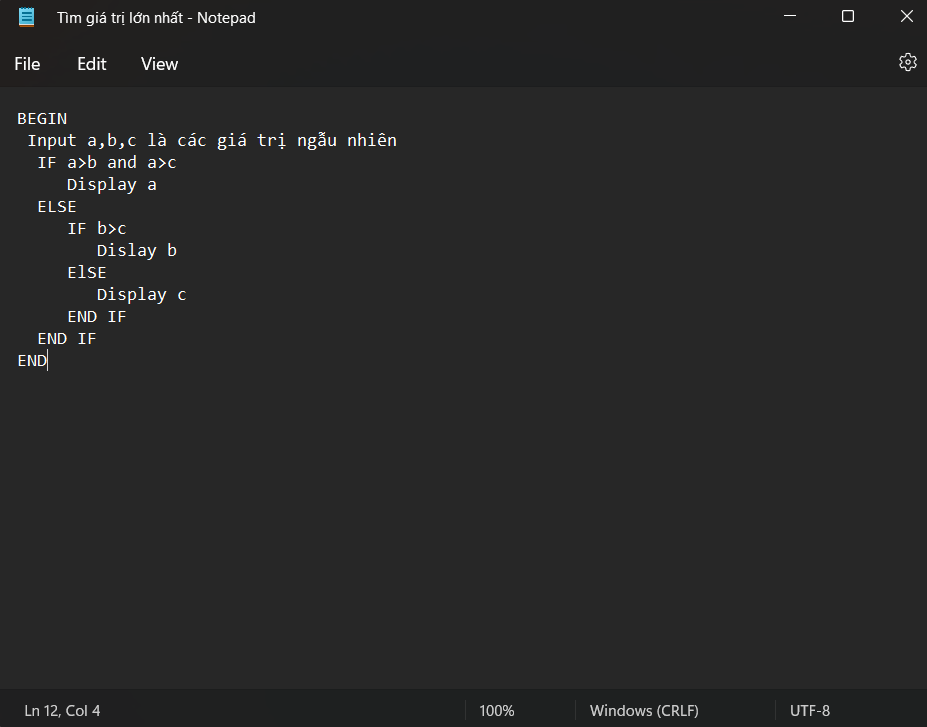 Tìm giá trị lớn nhất - Notepad
File Edit View
BEGIN
Input a,b,c là các giá trị ngẫu nhiên
IF a>b and a>c
Display a
ELSE
IF b>c
Dislay b
ElSE
Display c
END IF
END IF
END
Ln 12, Col 4 100% Windows (CRLF) UTF-8